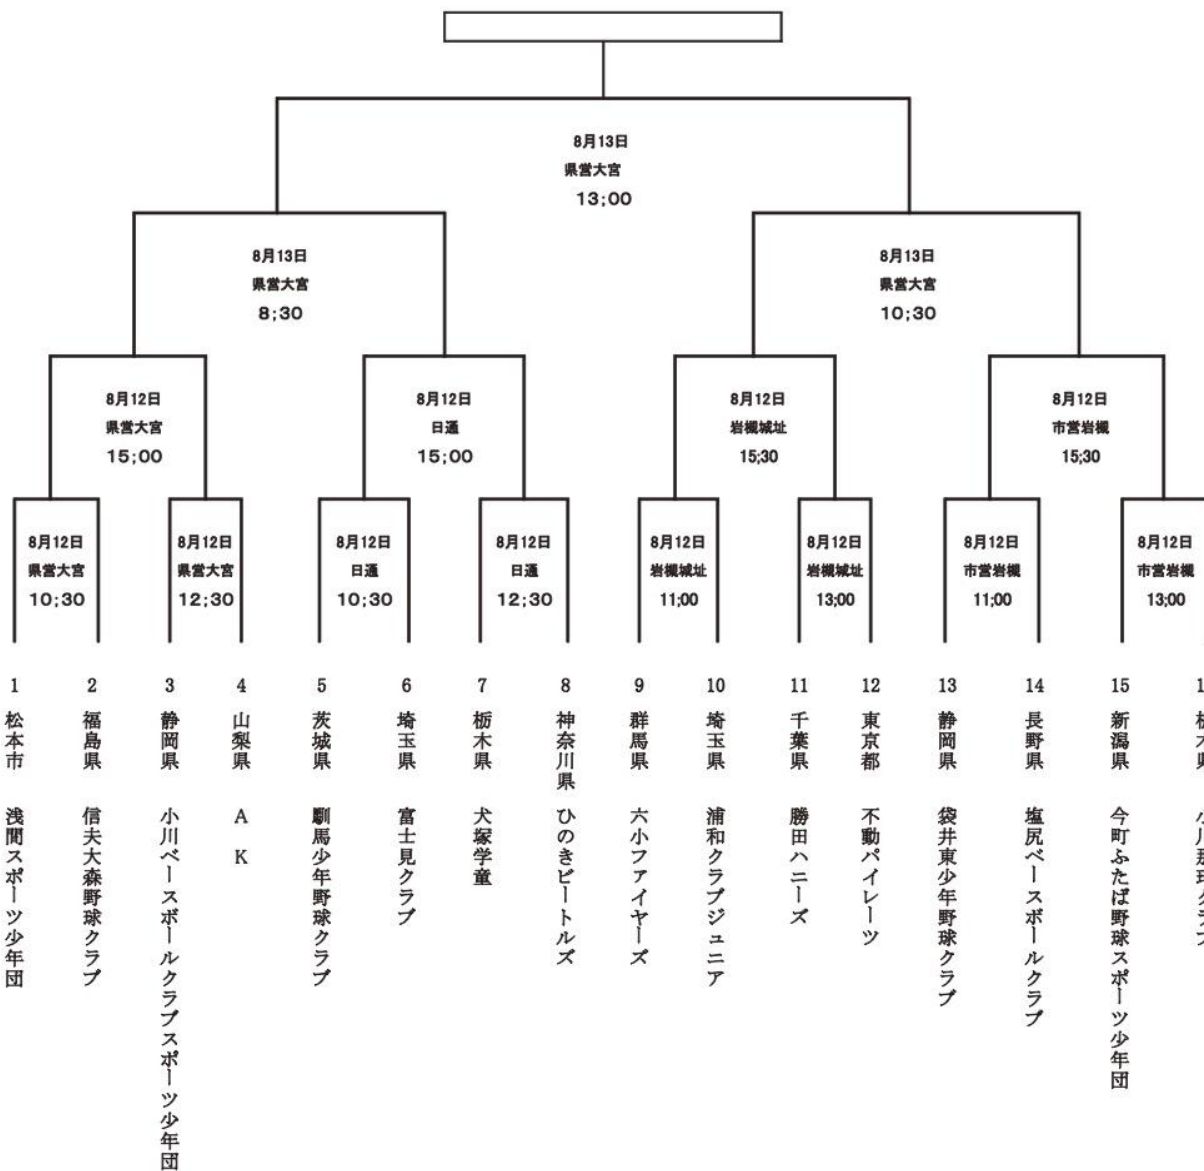 8月13日
県営大宮
13;00
8月13日
県営大宮
8;30
8月13日
県営大宮
10;30
8月12日
県営大宮
15;00
8月12日
日通
15;00
8月12日
岩槻城址
15;30
8月12日
市営岩槻
15;30
8月12日
県営大宮
10;30
8月12日
県営大宮
12;30
8月12日
日通
10;30
8月12日
日通
12;30
8月12日
岩槻城址
11;00
8月12日
岩槻城址
13;00
8月12日
市営岩槻
11;00
8月12日
市営岩槻
13;00
1 松本市 浅間スポーツ少年団
2 福島県 信夫大森野球クラブ
3 静岡県 小川ベースボールクラブスポーツ少年団
4 山梨県 AK
5 茨城県 馴馬少年野球クラブ
6 埼玉県 富士見クラブ
7 栃木県 犬塚学童
8 神奈川県 ひのきビートルズ
9 群馬県 六小ファイヤーズ
10 埼玉県 浦和クラブジュニア
11 千葉県 勝田ハニーズ
12 東京都 不動パイレーツ
13 静岡県 袋井東少年野球クラブ
14 長野県 塩尻ベースボールクラブ
15 新潟県 今町ふたば野球スポーツ少年団